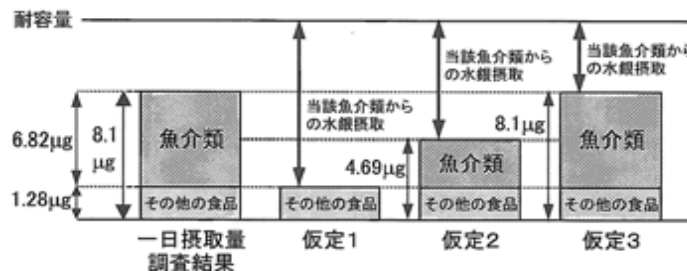 耐容量
当該魚介類から
の水銀摂取
当該魚介類から
の水銀摂取
当該魚介類から
の水銀摂取
6.82μg
8.1
μg
魚介類
4.69μg
魚介類
8.1μg
魚介類
1.28μg
その他の食品
その他の食品
その他の食品
その他の食品
一日摂取量
調査結果
仮定1
仮定2
仮定3